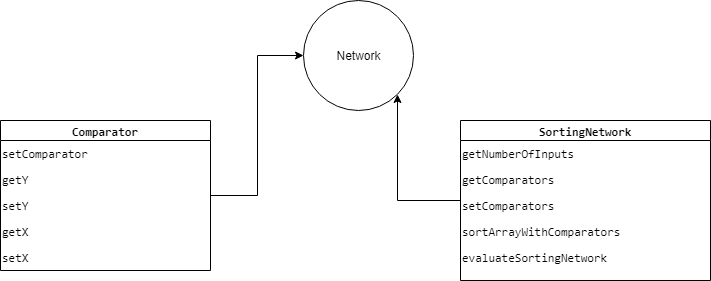 Network
Comparator
setComparator
getY
setY
getX
setX
SortingNetwork
getNumberOfInputs
getComparators
setComparators
sortArrayWithComparators
evaluateSortingNetwork